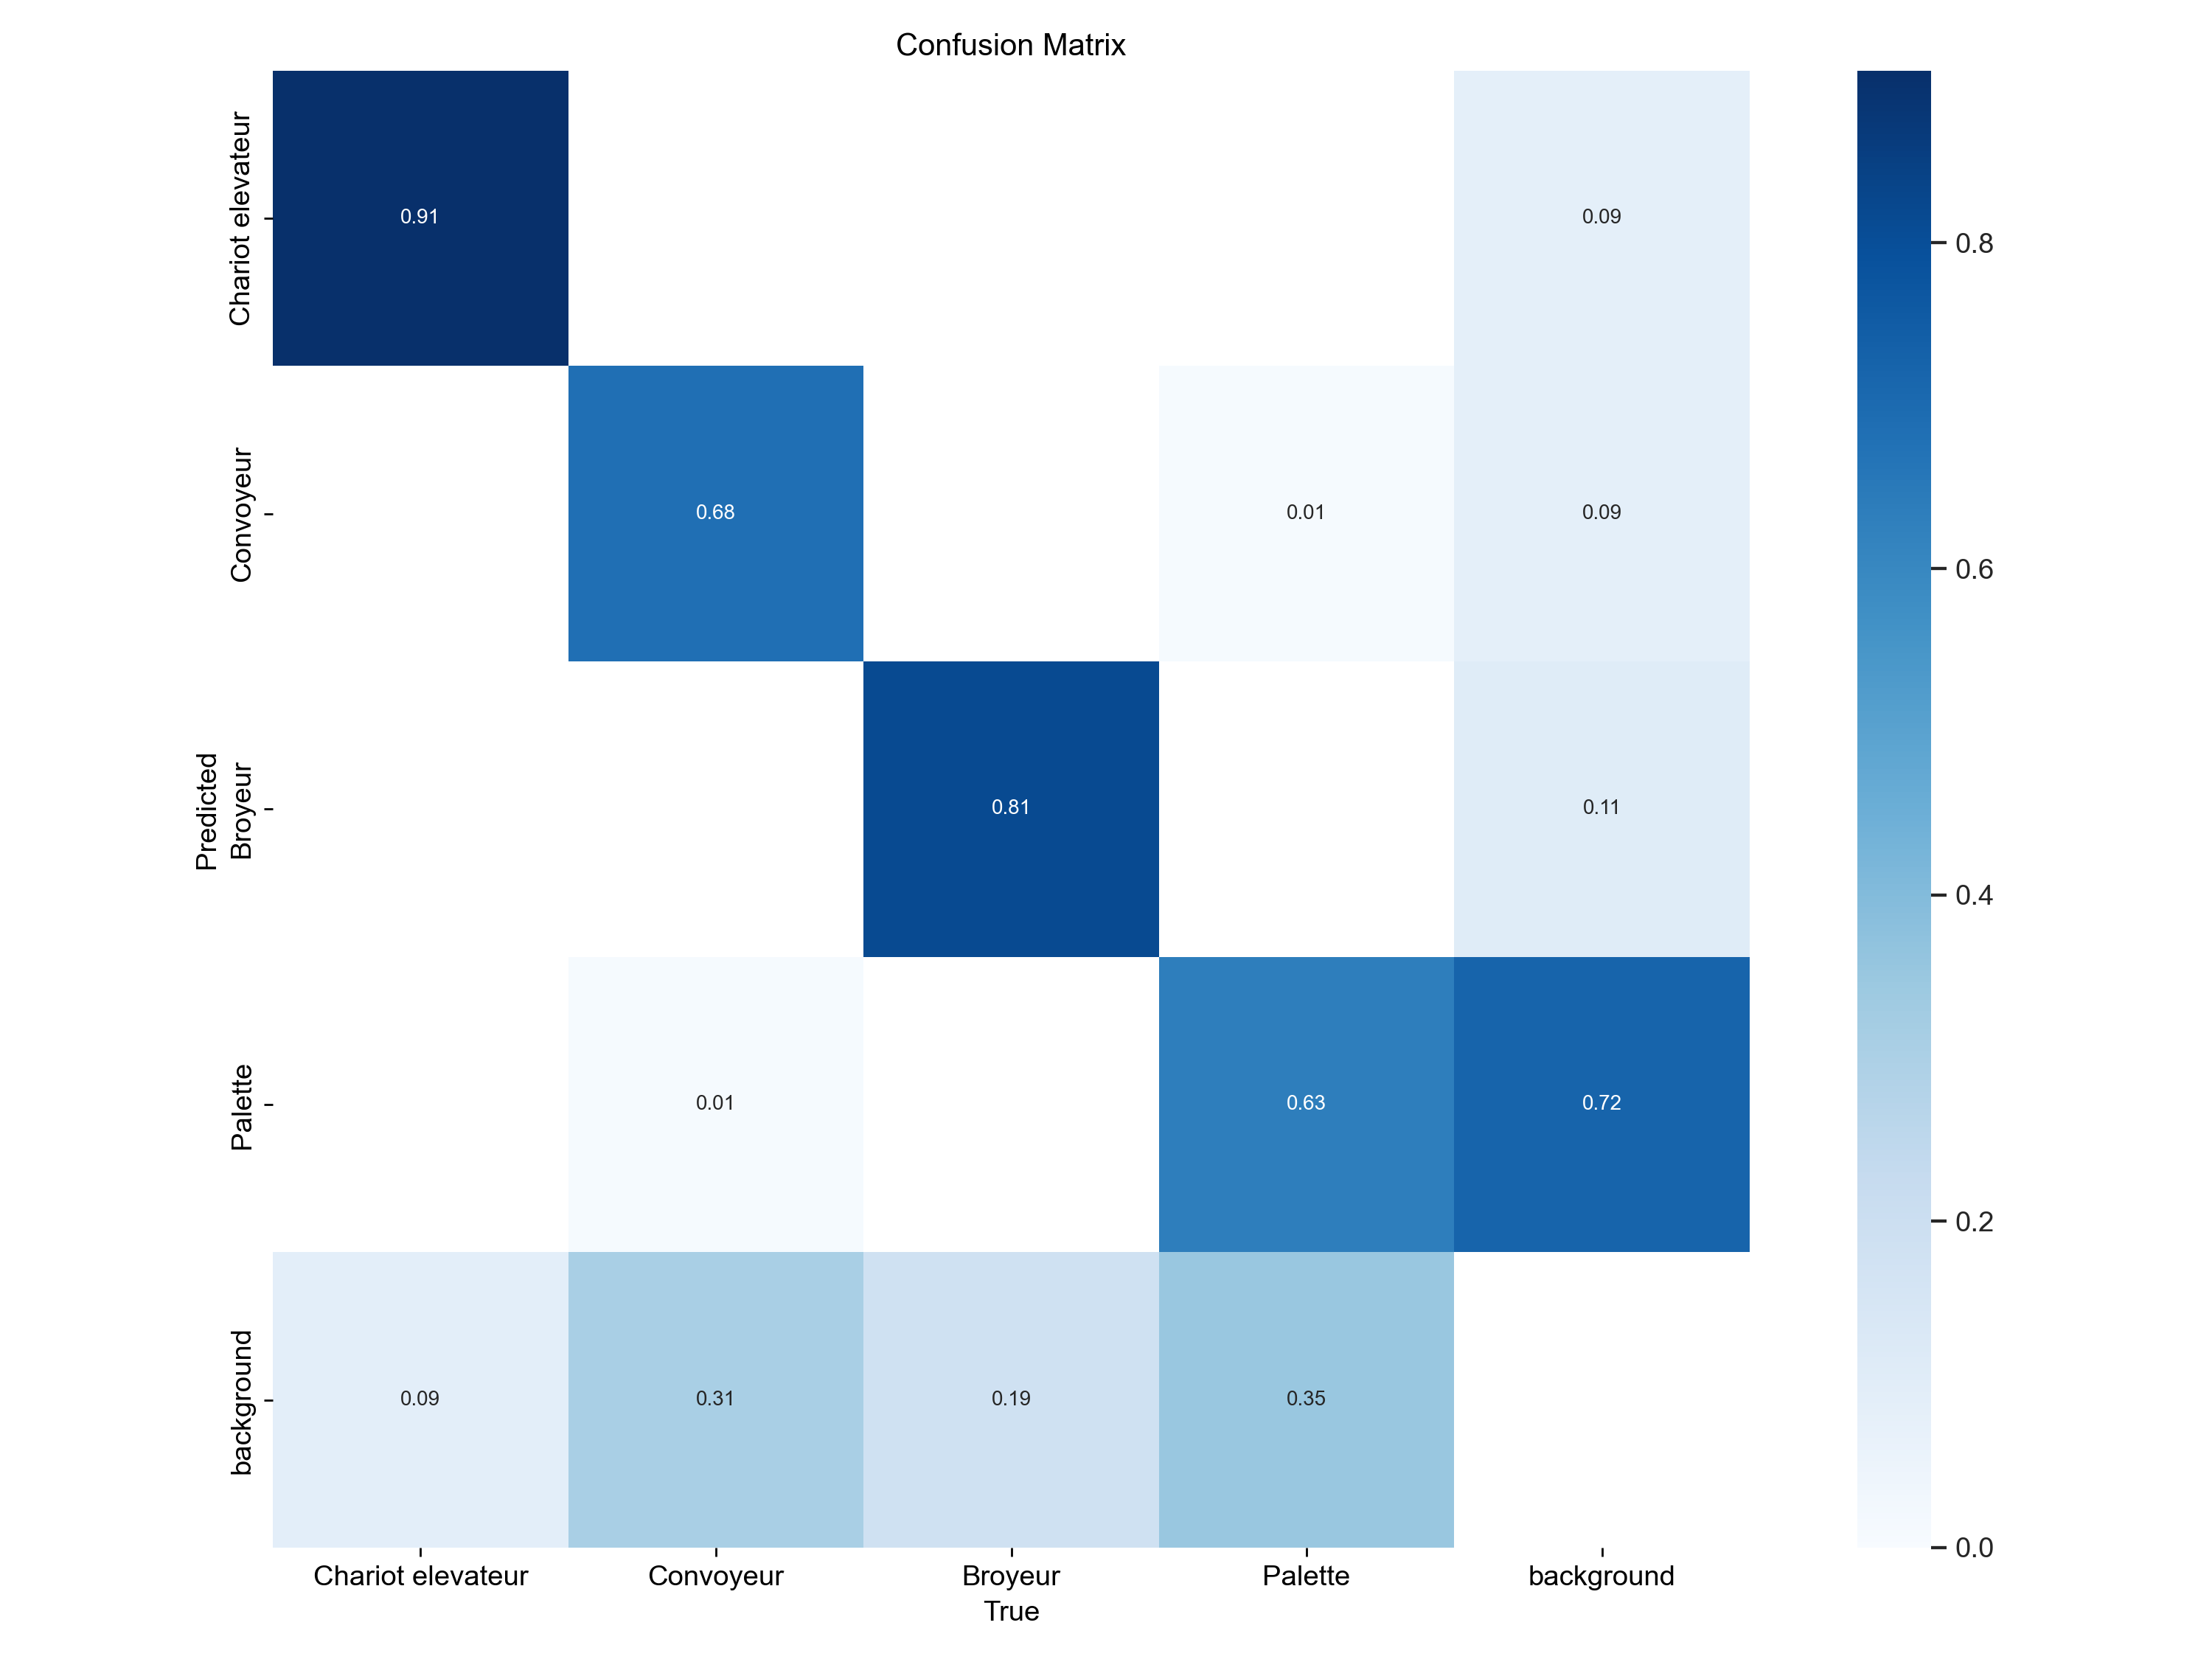 Confusion Matrix
Chariot elevateur
0.91
0.09
0.8
Convoyeur
0.68
0.01
0.09
0.6
Predicted
Broyeur
0.81
0.11
0.4
Palette
0.01
0.63
0.72
0.2
background
0.09
0.31
0.19
0.35
0.0
Chariot elevateur Convoyeur Broyeur Palette background
True